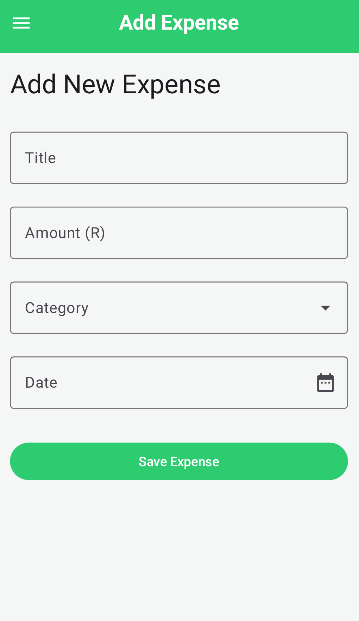 Add Expense
Add New Expense
Title
Amount (R)
Category
Date
Save Expense